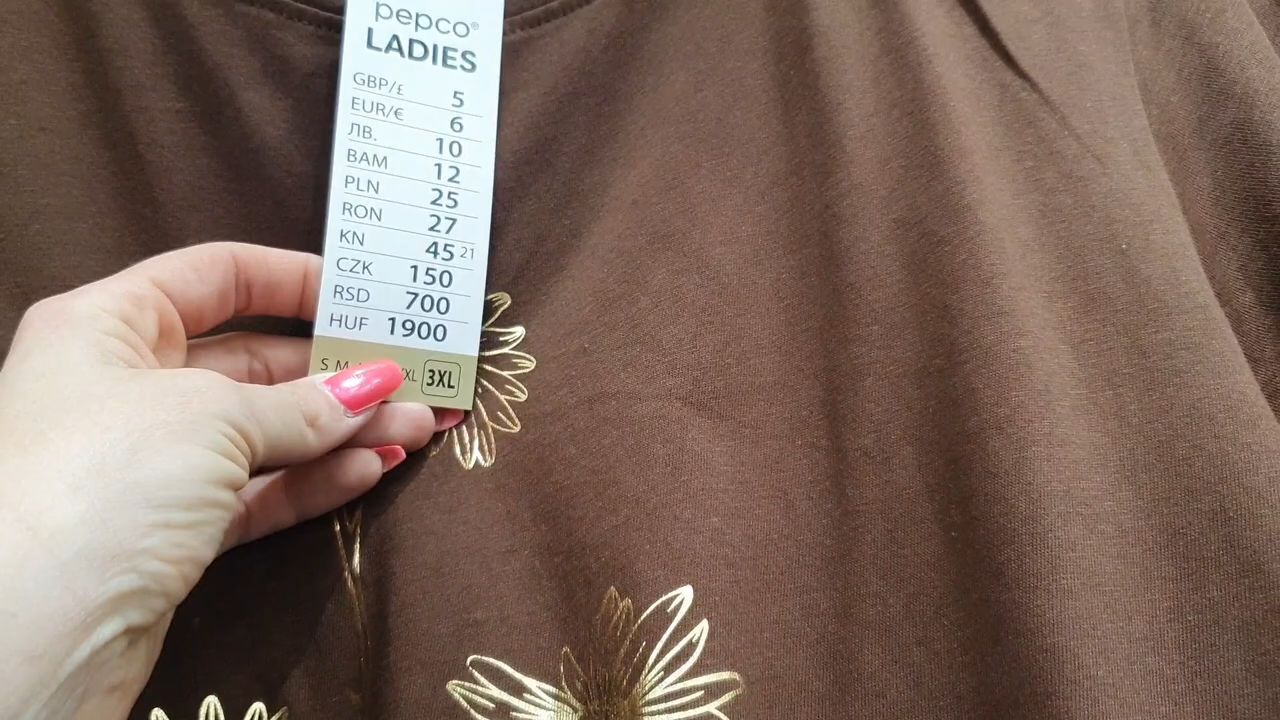 pepco®
LADIES
GBP/£ 5
EUR/€ 6
ЛВ. 10
BAM 12
PLN 25
RON 27
KN 45 21
CZK 150
RSD 700
HUF 1900
S M 3XL